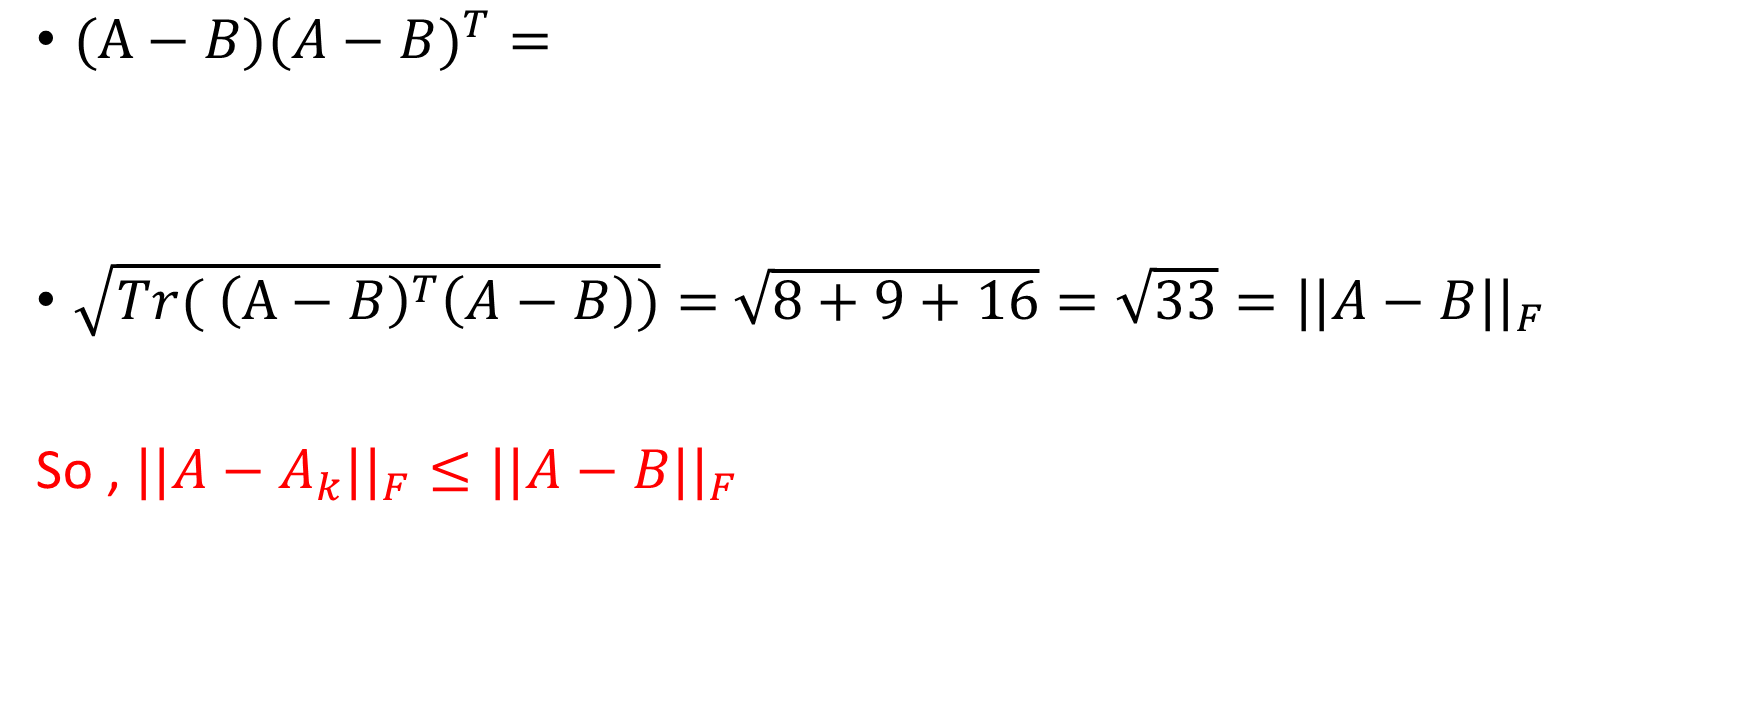 • (A − B)(A − B)ᵀ =
• √Tr( (A − B)ᵀ(A − B)) = √8 + 9 + 16 = √33 = ||A − B||_F
So , ||A − A_k||_F ≤ ||A − B||_F